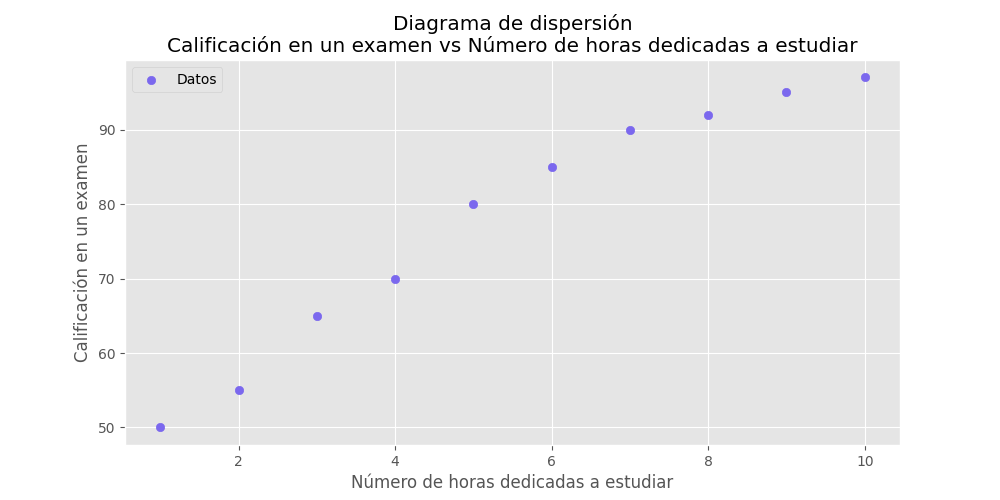 Diagrama de dispersión
Calificación en un examen vs Número de horas dedicadas a estudiar
Datos
Calificación en un examen
90
80
70
60
50
2 4 6 8 10
Número de horas dedicadas a estudiar